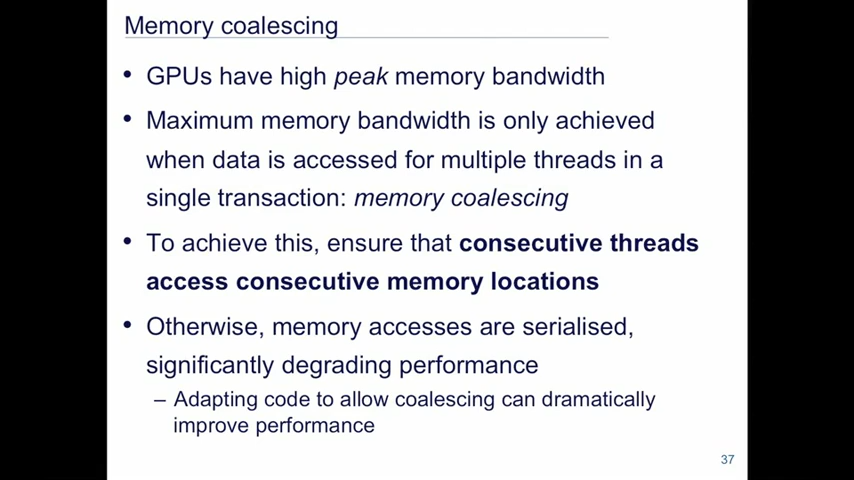 Memory coalescing
• GPUs have high peak memory bandwidth
• Maximum memory bandwidth is only achieved
when data is accessed for multiple threads in a
single transaction: memory coalescing
• To achieve this, ensure that consecutive threads
access consecutive memory locations
• Otherwise, memory accesses are serialised,
significantly degrading performance
– Adapting code to allow coalescing can dramatically
improve performance
37